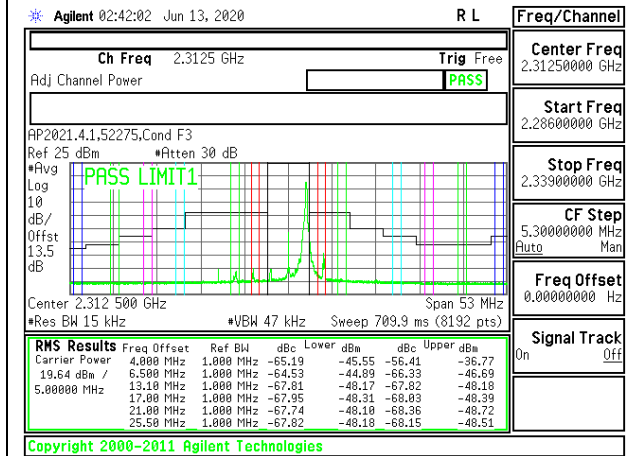 Agilent 02:42:02 Jun 13, 2020 R L
Freq/Channel
Ch Freq 2.3125 GHz Trig Free
Adj Channel Power PASS
Center Freq
2.31250000 GHz
Start Freq
2.28600000 GHz
Stop Freq
2.33900000 GHz
CF Step
5.30000000 MHz
Auto Man
Freq Offset
0.00000000 Hz
Signal Track
On Off
AP2021.4.1,52275,Cond F3
Ref 25 dBm #Atten 30 dB
#Avg
Log
10
dB/
Offst
13.5
dB
PASS LIMIT1
Center 2.312 500 GHz Span 53 MHz
#Res BW 15 kHz #VBW 47 kHz Sweep 709.9 ms (8192 pts)
RMS Results Freq Offset Ref BW dBc Lower dBm dBc Upper dBm
Carrier Power 4.000 MHz 1.000 MHz -65.19 -45.55 -56.41 -36.77
19.64 dBm / 6.500 MHz 1.000 MHz -64.53 -44.89 -66.33 -46.69
5.00000 MHz 13.10 MHz 1.000 MHz -67.81 -48.17 -67.82 -48.18
17.00 MHz 1.000 MHz -67.95 -48.31 -68.03 -48.39
21.00 MHz 1.000 MHz -67.74 -48.10 -68.36 -48.72
25.50 MHz 1.000 MHz -67.82 -48.18 -68.15 -48.51
Copyright 2000-2011 Agilent Technologies